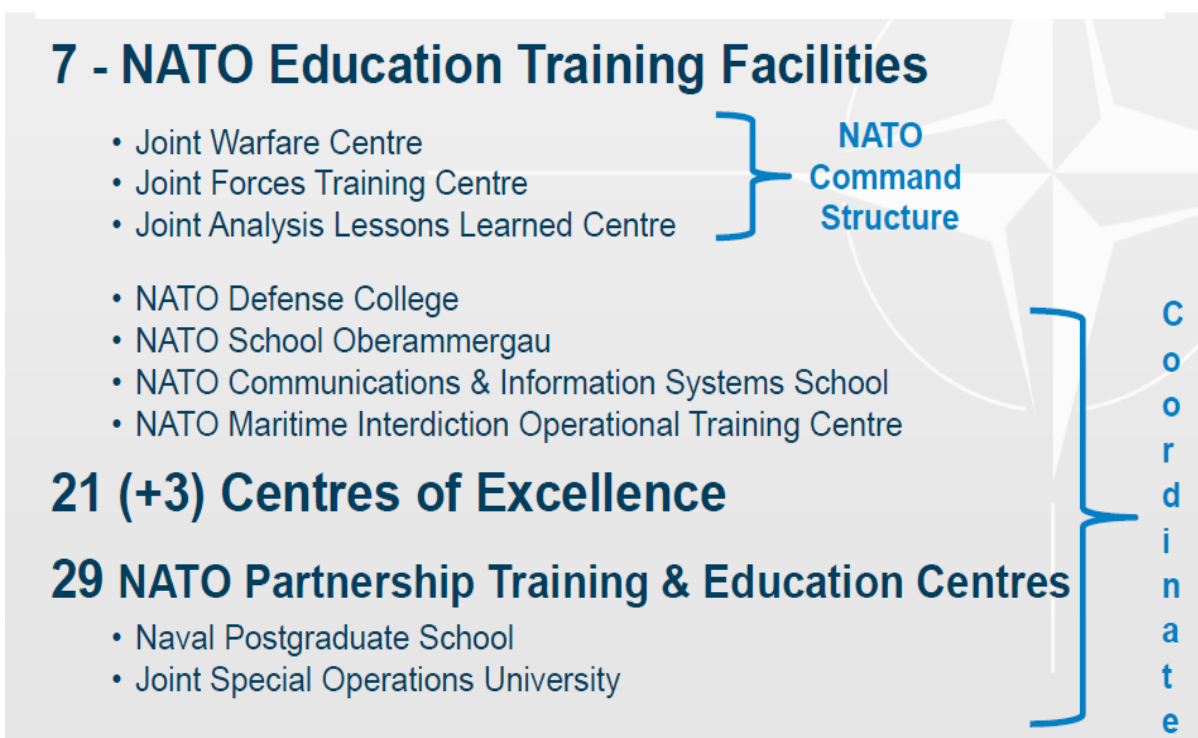 7 - NATO Education Training Facilities
• Joint Warfare Centre
• Joint Forces Training Centre
• Joint Analysis Lessons Learned Centre
NATO
Command
Structure
• NATO Defense College
• NATO School Oberammergau
• NATO Communications & Information Systems School
• NATO Maritime Interdiction Operational Training Centre
21 (+3) Centres of Excellence
29 NATO Partnership Training & Education Centres
• Naval Postgraduate School
• Joint Special Operations University
C
o
o
r
d
i
n
a
t
e